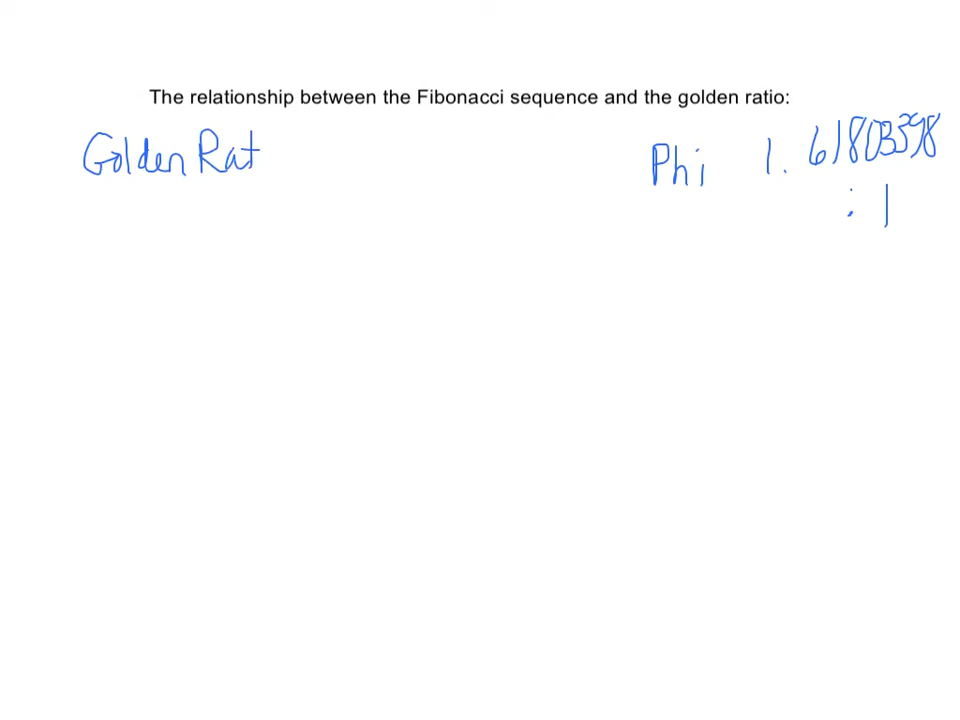 The relationship between the Fibonacci sequence and the golden ratio:
Golden Rat Phi 1. 61803398
: 1